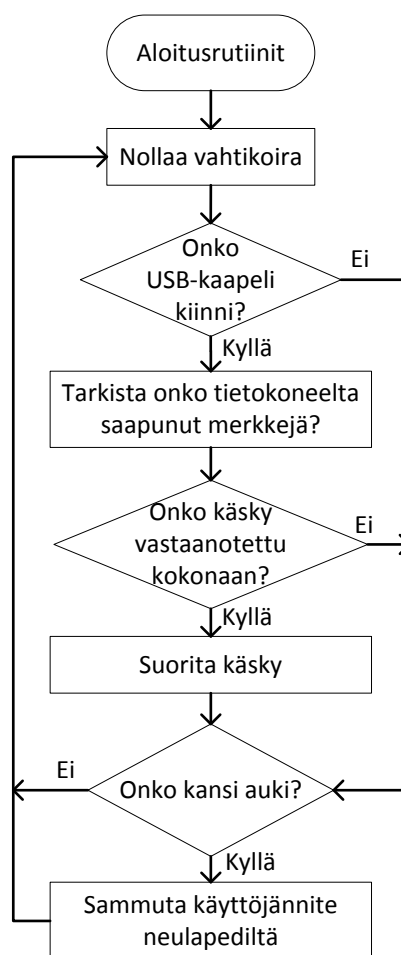 Aloitusrutiinit
Nollaa vahtikoira
Onko
USB-kaapeli
kiinni?
Ei
Kyllä
Tarkista onko tietokoneelta
saapunut merkkejä?
Onko käsky
vastaanotettu
kokonaan?
Ei
Kyllä
Suorita käsky
Ei
Onko kansi auki?
Kyllä
Sammuta käyttöjännite
neulapediltä